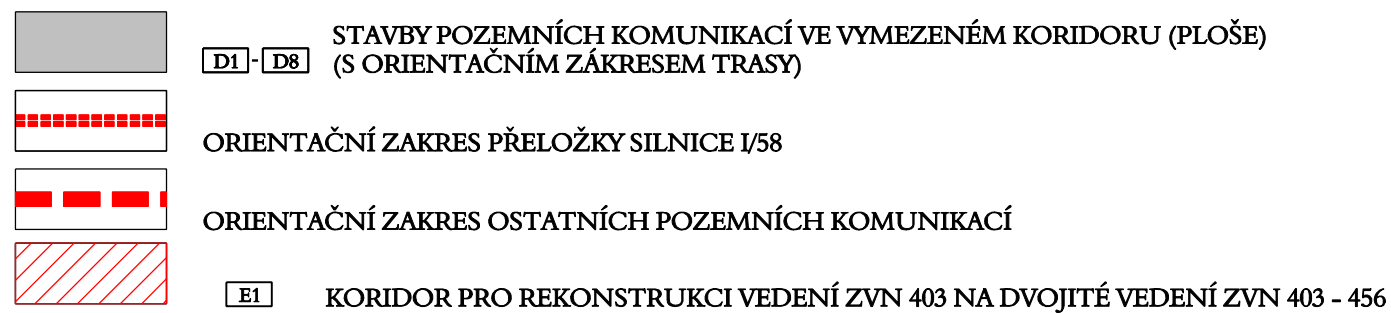 STAVBY POZEMNÍCH KOMUNIKACÍ VE VYMEZENÉM KORIDORU (PLOŠE)
D1 - D8 (S ORIENTAČNÍM ZÁKRESEM TRASY)
ORIENTAČNÍ ZAKRES PŘELOŽKY SILNICE I/58
ORIENTAČNÍ ZAKRES OSTATNÍCH POZEMNÍCH KOMUNIKACÍ
E1 KORIDOR PRO REKONSTRUKCI VEDENÍ ZVN 403 NA DVOJITÉ VEDENÍ ZVN 403 - 456